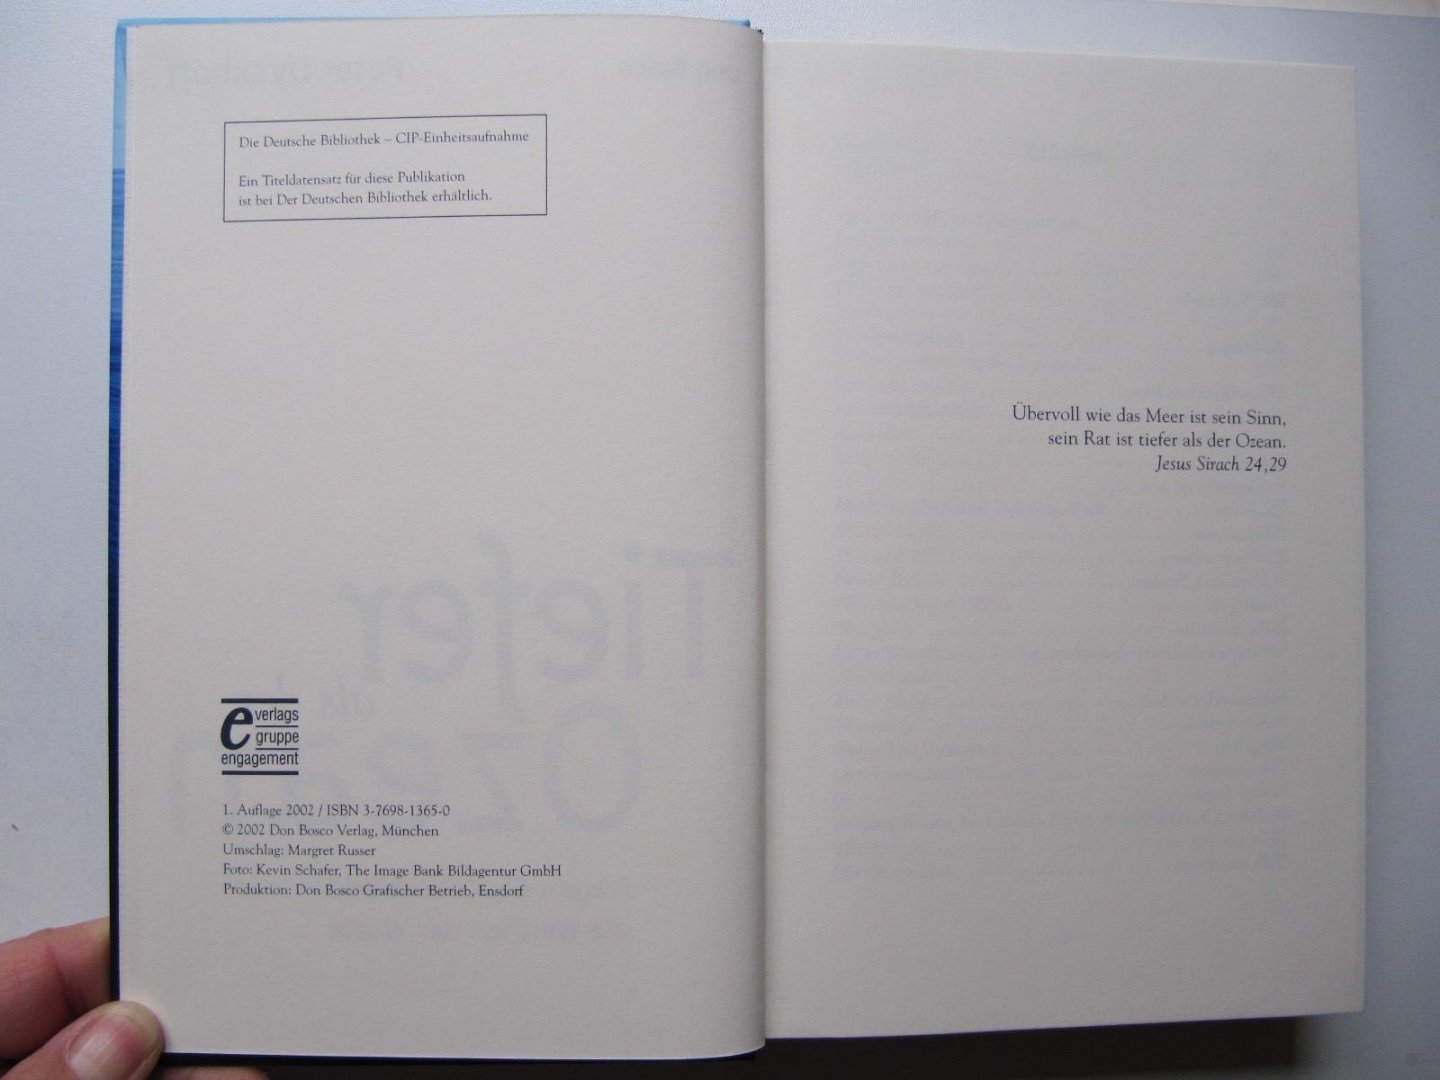 Die Deutsche Bibliothek – CIP-Einheitsaufnahme
Ein Titeldatensatz für diese Publikation
ist bei Der Deutschen Bibliothek erhältlich.
e verlags
gruppe
engagement
1. Auflage 2002 / ISBN 3-7698-1365-0
© 2002 Don Bosco Verlag, München
Umschlag: Margret Russer
Foto: Kevin Schafer, The Image Bank Bildagentur GmbH
Produktion: Don Bosco Grafischer Betrieb, Ensdorf
Übervoll wie das Meer ist sein Sinn,
sein Rat ist tiefer als der Ozean.
Jesus Sirach 24,29
Tiefer
als
Ozean